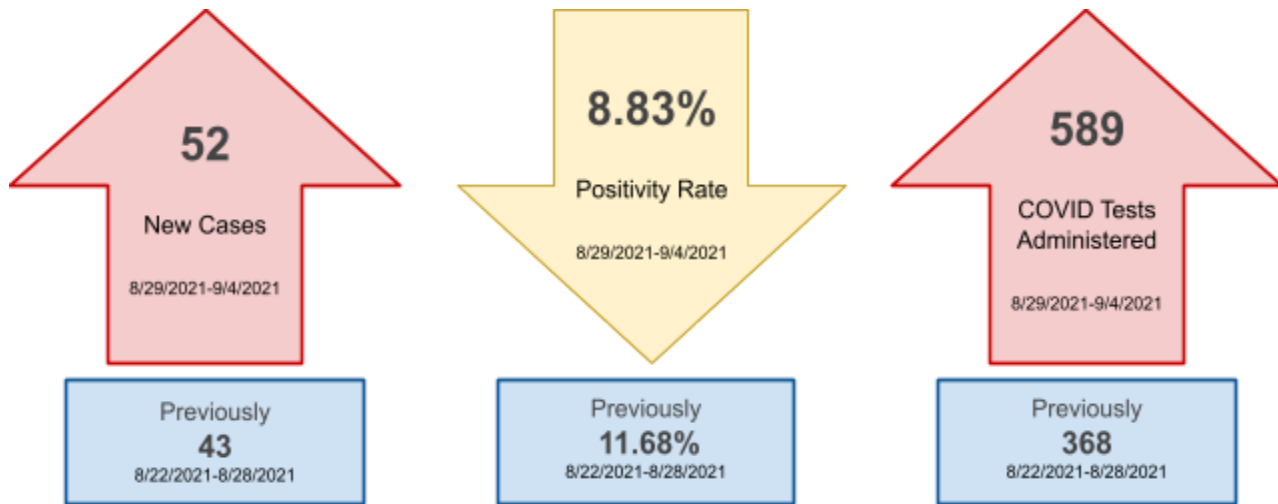 52
New Cases
8/29/2021-9/4/2021
Previously
43
8/22/2021-8/28/2021
8.83%
Positivity Rate
8/29/2021-9/4/2021
Previously
11.68%
8/22/2021-8/28/2021
589
COVID Tests
Administered
8/29/2021-9/4/2021
Previously
368
8/22/2021-8/28/2021